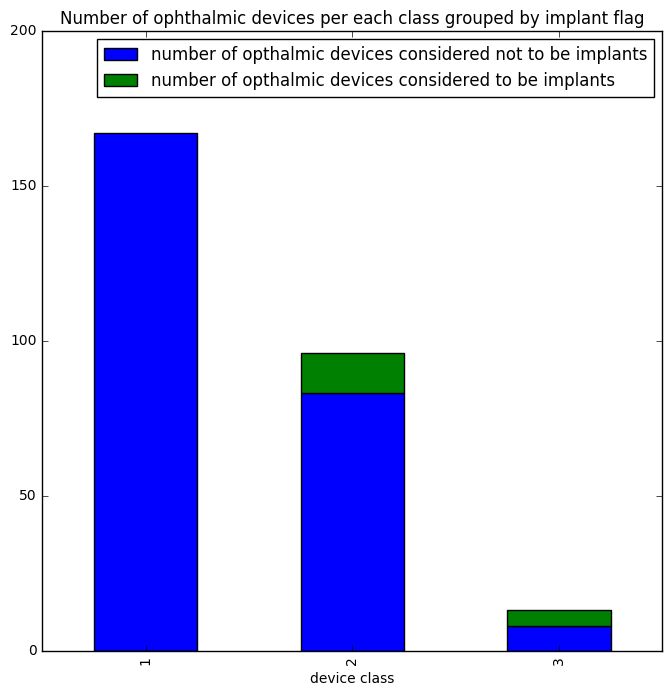 Number of ophthalmic devices per each class grouped by implant flag
200
number of opthalmic devices considered not to be implants
number of opthalmic devices considered to be implants
150
100
50
0
1
2
3
device class